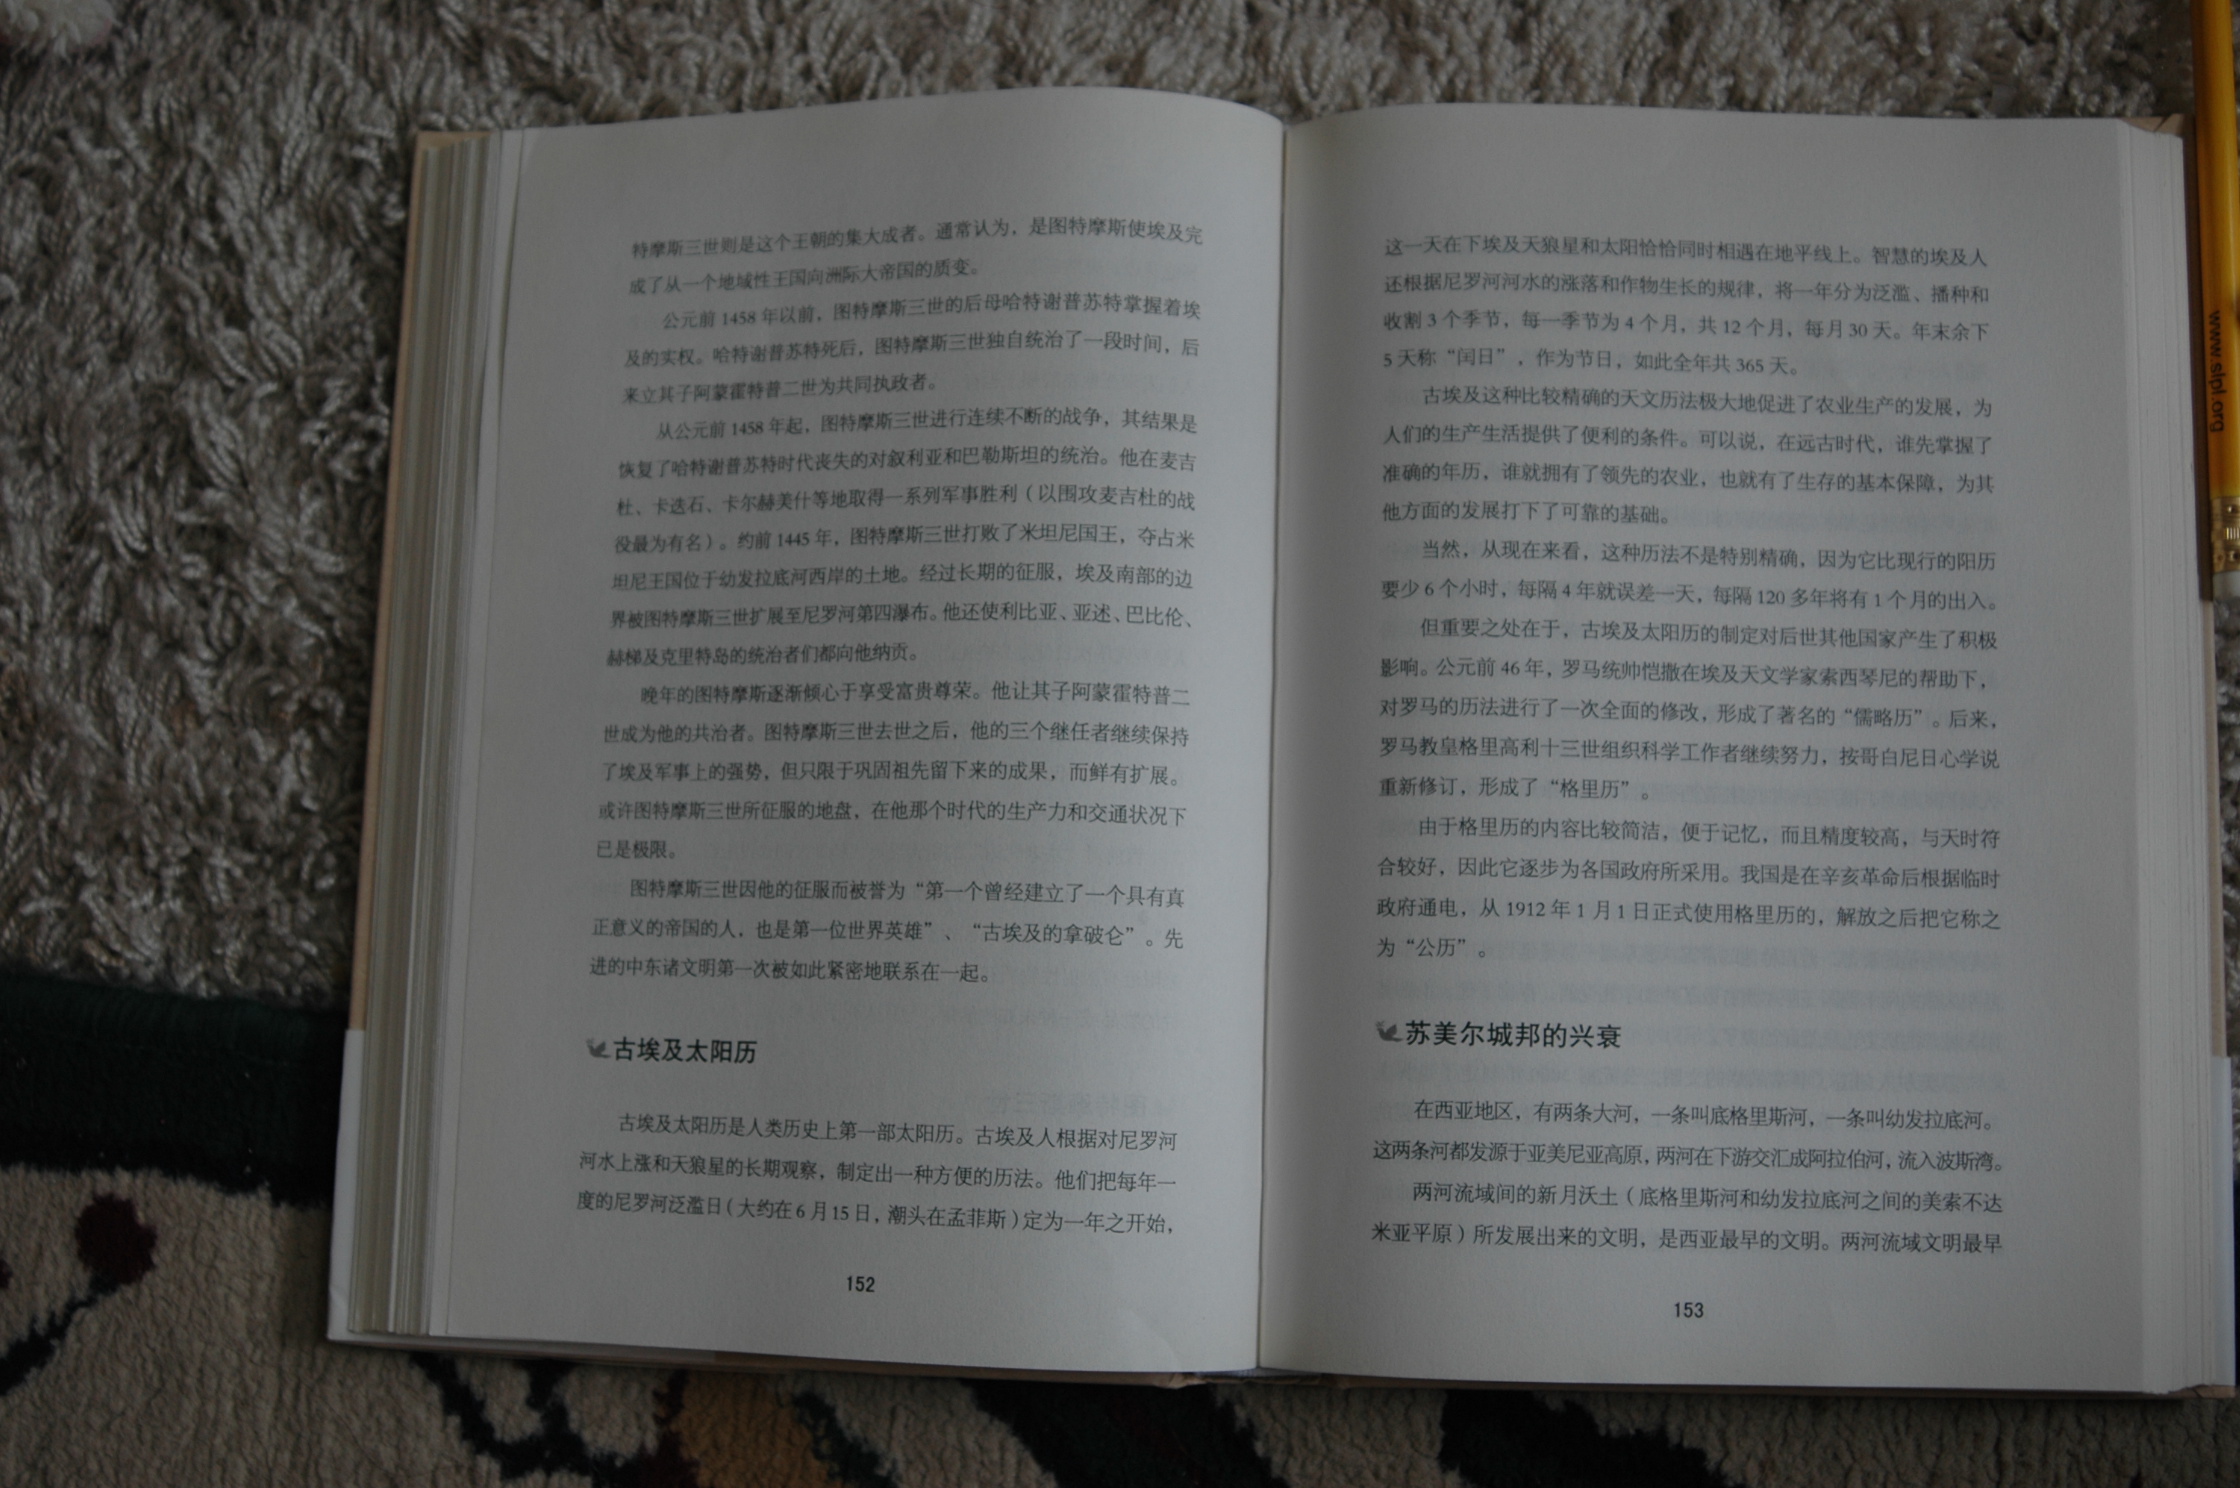 特摩斯三世则是这个王朝的集大成者。通常认为，是图特摩斯使埃及完
成了从一个地域性王国向洲际大帝国的质变。
公元前 1458 年以前，图特摩斯三世的后母哈特谢普苏特掌握着埃
及的实权。哈特谢普苏特死后，图特摩斯三世独自统治了一段时间，后
来立其子阿蒙霍特普二世为共同执政者。
从公元前 1458 年起，图特摩斯三世进行连续不断的战争，其结果是
恢复了哈特谢普苏特时代丧失的对叙利亚和巴勒斯坦的统治。他在麦吉
杜、卡迭石、卡尔赫美什等地取得一系列军事胜利（以围攻麦吉杜的战
役最为有名）。约前 1445 年，图特摩斯三世打败了米坦尼国王，夺占米
坦尼王国位于幼发拉底河西岸的土地。经过长期的征服，埃及南部的边
界被图特摩斯三世扩展至尼罗河第四瀑布。他还使利比亚、亚述、巴比伦、
赫梯及克里特岛的统治者们都向他纳贡。
晚年的图特摩斯逐渐倾心于享受富贵尊荣。他让其子阿蒙霍特普二
世成为他的共治者。图特摩斯三世去世之后，他的三个继任者继续保持
了埃及军事上的强势，但只限于巩固祖先留下来的成果，而鲜有扩展。
或许图特摩斯三世所征服的地盘，在他那个时代的生产力和交通状况下
已是极限。
图特摩斯三世因他的征服而被誉为“第一个曾经建立了一个具有真
正意义的帝国的人，也是第一位世界英雄”、“古埃及的拿破仑”。先
进的中东诸文明第一次被如此紧密地联系在一起。
古埃及太阳历
古埃及太阳历是人类历史上第一部太阳历。古埃及人根据对尼罗河
河水上涨和天狼星的长期观察，制定出一种方便的历法。他们把每年一
度的尼罗河泛滥日（大约在 6 月 15 日，潮头在孟菲斯）定为一年之开始，
152
这一天在下埃及天狼星和太阳恰恰同时相遇在地平线上。智慧的埃及人
还根据尼罗河河水的涨落和作物生长的规律，将一年分为泛滥、播种和
收割 3 个季节，每一季节为 4 个月，共 12 个月，每月 30 天。年末余下
5 天称“闰日”，作为节日，如此全年共 365 天。
古埃及这种比较精确的天文历法极大地促进了农业生产的发展，为
人们的生产生活提供了便利的条件。可以说，在远古时代，谁先掌握了
准确的年历，谁就拥有了领先的农业，也就有了生存的基本保障，为其
他方面的发展打下了可靠的基础。
当然，从现在来看，这种历法不是特别精确，因为它比现行的阳历
要少 6 个小时，每隔 4 年就误差一天，每隔 120 多年将有 1 个月的出入。
但重要之处在于，古埃及太阳历的制定对后世其他国家产生了积极
影响。公元前 46 年，罗马统帅恺撒在埃及天文学家索西琴尼的帮助下，
对罗马的历法进行了一次全面的修改，形成了著名的“儒略历”。后来，
罗马教皇格里高利十三世组织科学工作者继续努力，按哥白尼日心学说
重新修订，形成了“格里历”。
由于格里历的内容比较简洁，便于记忆，而且精度较高，与天时符
合较好，因此它逐步为各国政府所采用。我国是在辛亥革命后根据临时
政府通电，从 1912 年 1 月 1 日正式使用格里历的，解放之后把它称之
为“公历”。
苏美尔城邦的兴衰
在西亚地区，有两条大河，一条叫底格里斯河，一条叫幼发拉底河。
这两条河都发源于亚美尼亚高原，两河在下游交汇成阿拉伯河，流入波斯湾。
两河流域间的新月沃土（底格里斯河和幼发拉底河之间的美索不达
米亚平原）所发展出来的文明，是西亚最早的文明。两河流域文明最早
153
www.slpl.org